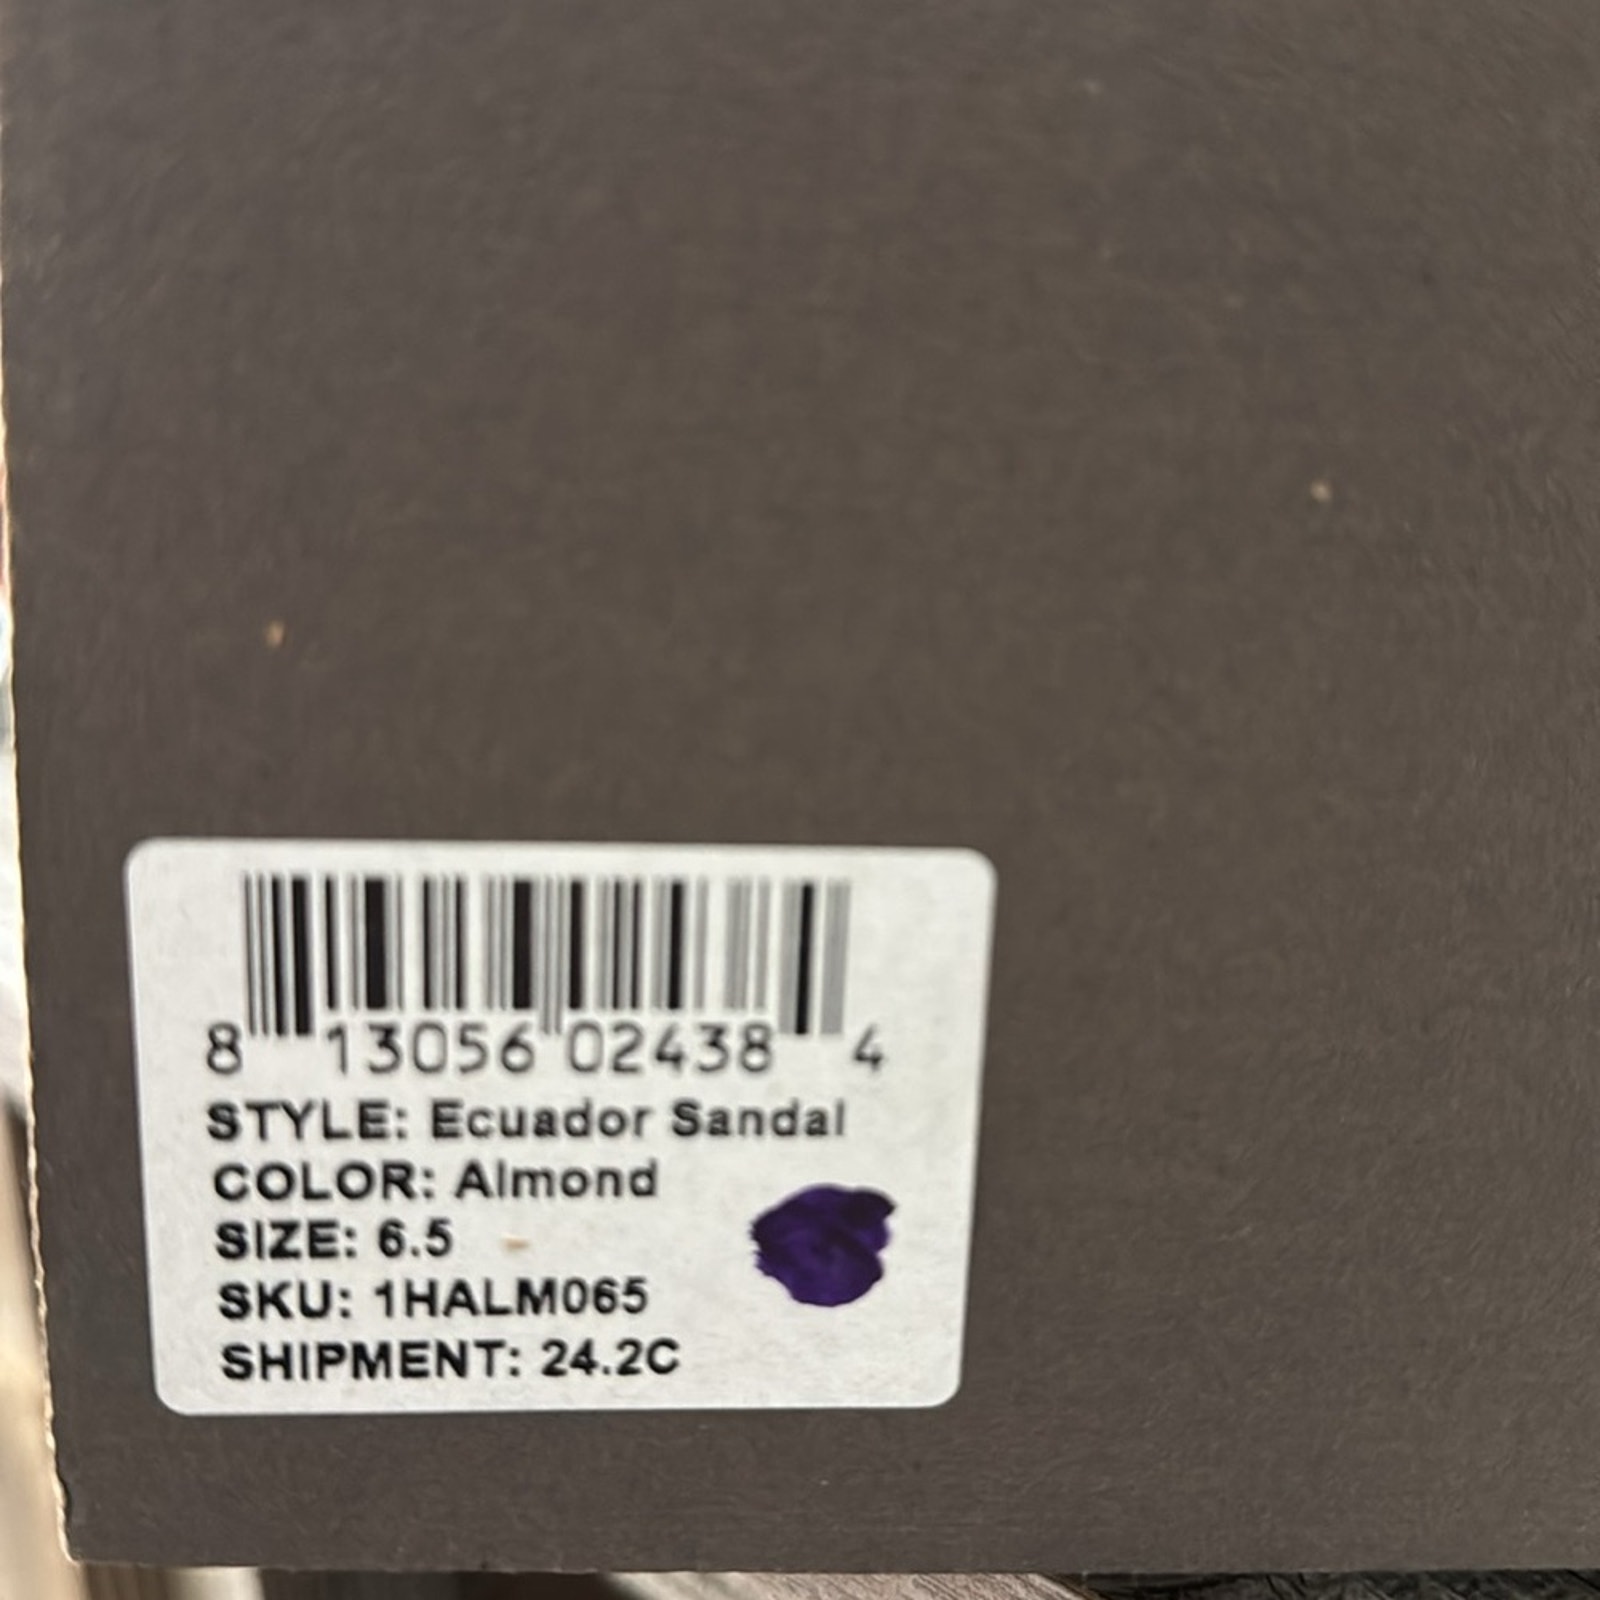 8 13056 02438 4
STYLE: Ecuador Sandal
COLOR: Almond
SIZE: 6.5
SKU: 1HALM065
SHIPMENT: 24.2C